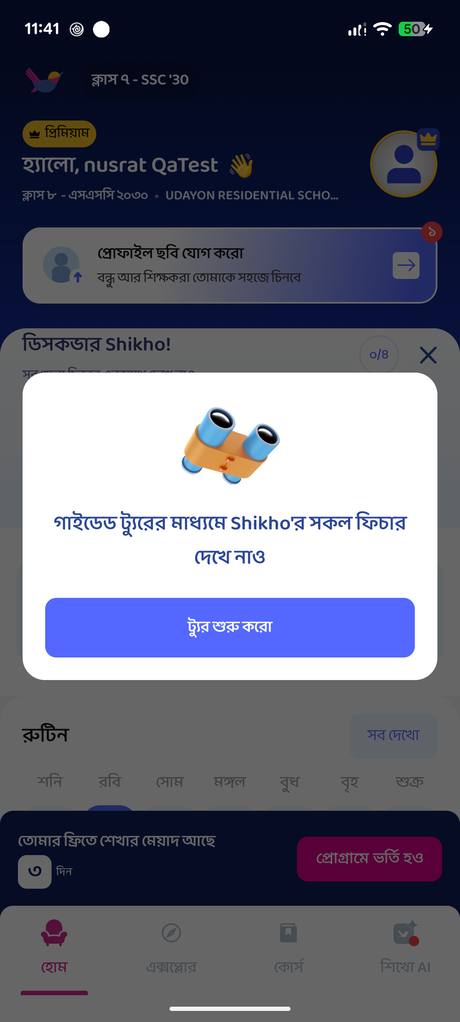 11:41
50
ক্লাস ৭ - SSC '30
প্রিমিয়াম
হ্যালো, nusrat QaTest 👋
ক্লাস ৮ - এসএসসি ২০৩০ • UDAYON RESIDENTIAL SCHO...
১
প্রোফাইল ছবি যোগ করো
বন্ধু আর শিক্ষকরা তোমাকে সহজে চিনবে
ডিসকভার Shikho!
০/8
গাইডেড ট্যুরের মাধ্যমে Shikho'র সকল ফিচার
দেখে নাও
ট্যুর শুরু করো
রুটিন
সব দেখো
শনি রবি সোম মঙ্গল বুধ বৃহ শুক্র
তোমার ফ্রিতে শেখার মেয়াদ আছে
৩ দিন
প্রোগ্রামে ভর্তি হও
হোম এক্সপ্লোর কোর্স শিখো AI